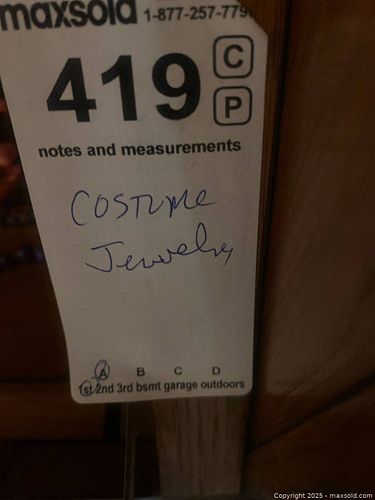 maxsold 1-877-257-779
419 C
P
notes and measurements
COSTUME
Jewelry
A B C D
1st 2nd 3rd bsmt garage outdoors
Copyright 2025 - maxsold.com